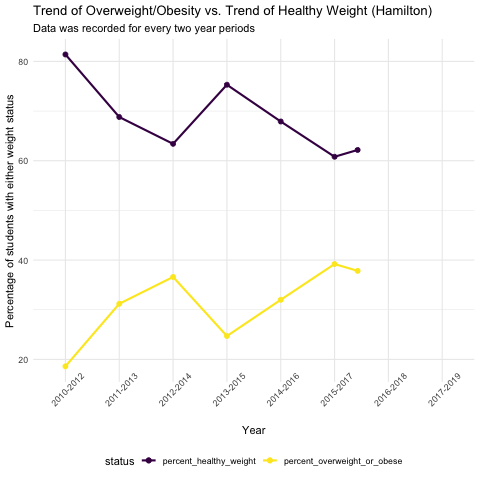 Trend of Overweight/Obesity vs. Trend of Healthy Weight (Hamilton)
Data was recorded for every two year periods
Percentage of students with either weight status
80
60
40
20
2010-2012
2011-2013
2012-2014
2013-2015
2014-2016
2015-2017
2016-2018
2017-2019
Year
status
percent_healthy_weight
percent_overweight_or_obese